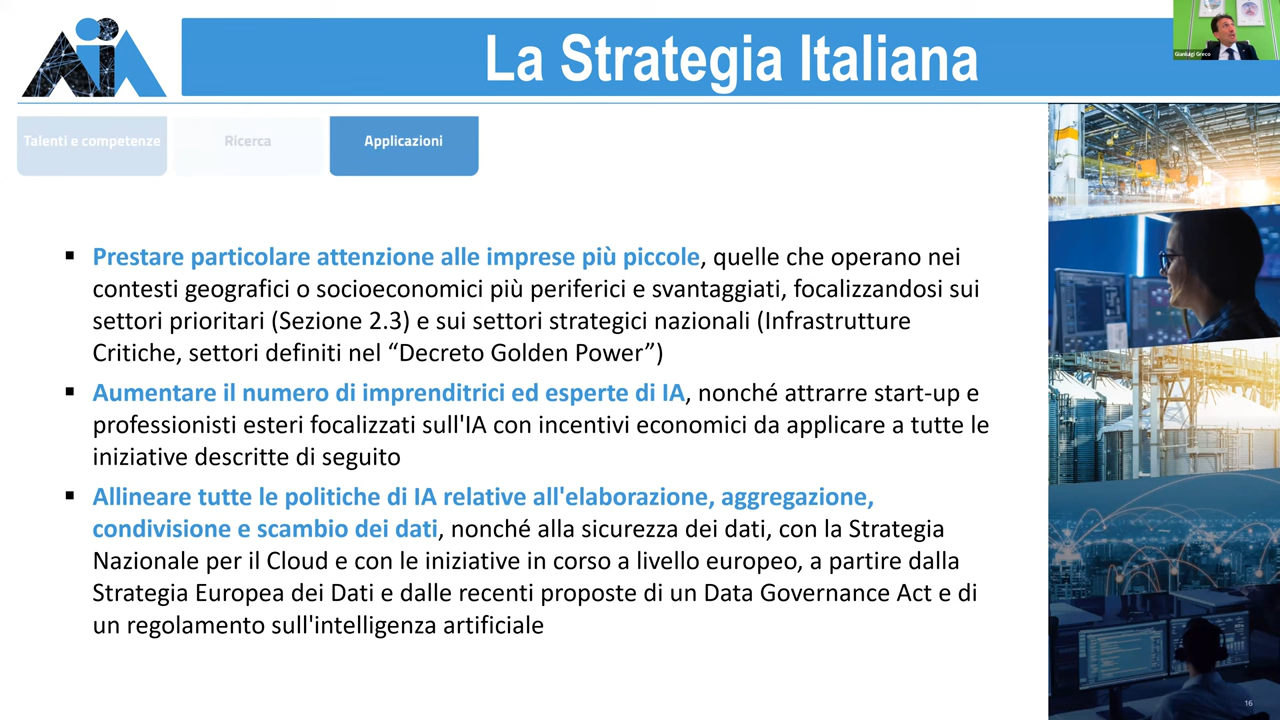 AIA
La Strategia Italiana
Gianluigi Greco
Talenti e competenze
Ricerca
Applicazioni
▪ Prestare particolare attenzione alle imprese più piccole, quelle che operano nei
contesti geografici o socioeconomici più periferici e svantaggiati, focalizzandosi sui
settori prioritari (Sezione 2.3) e sui settori strategici nazionali (Infrastrutture
Critiche, settori definiti nel “Decreto Golden Power”)
▪ Aumentare il numero di imprenditrici ed esperte di IA, nonché attrarre start-up e
professionisti esteri focalizzati sull'IA con incentivi economici da applicare a tutte le
iniziative descritte di seguito
▪ Allineare tutte le politiche di IA relative all'elaborazione, aggregazione,
condivisione e scambio dei dati, nonché alla sicurezza dei dati, con la Strategia
Nazionale per il Cloud e con le iniziative in corso a livello europeo, a partire dalla
Strategia Europea dei Dati e dalle recenti proposte di un Data Governance Act e di
un regolamento sull'intelligenza artificiale
16